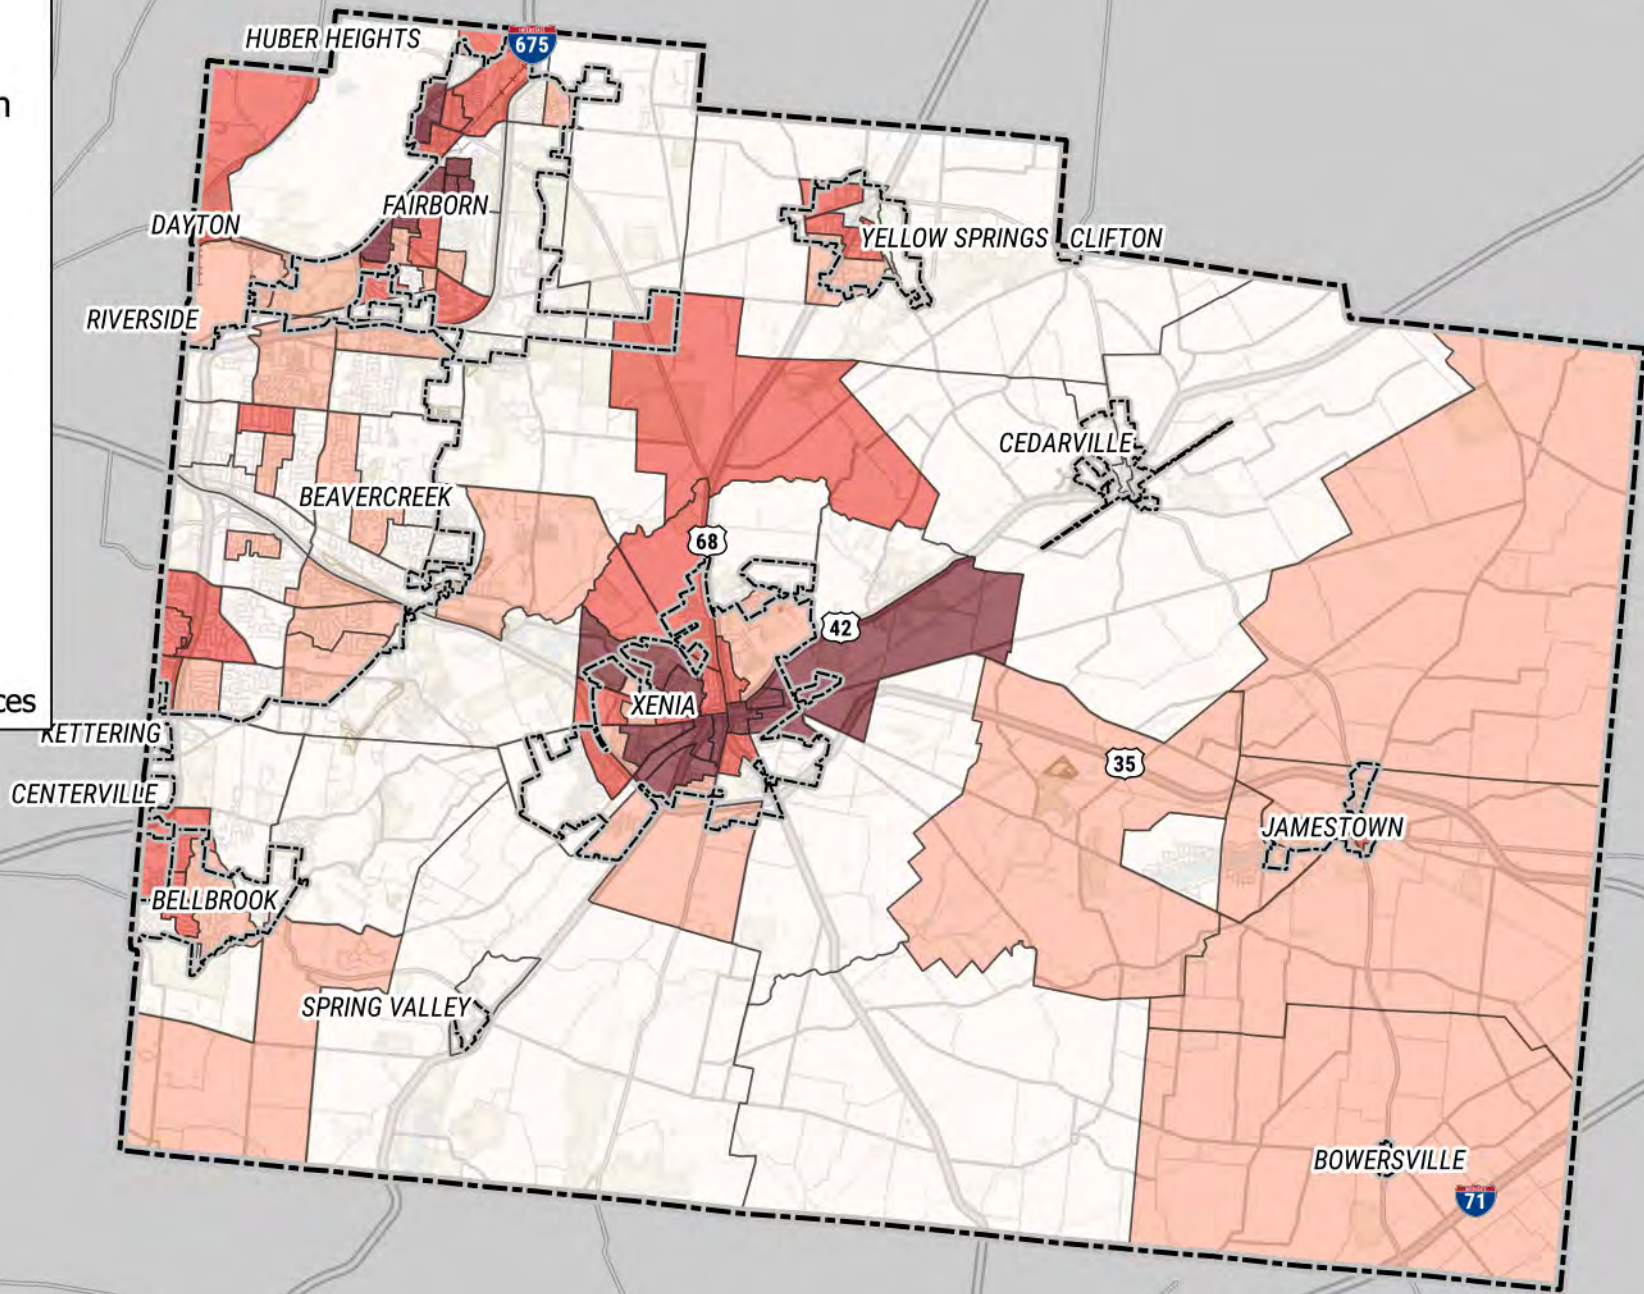 HUBER HEIGHTS
675
DAYTON
FAIRBORN
YELLOW SPRINGS
CLIFTON
RIVERSIDE
CEDARVILLE
BEAVERCREEK
68
42
XENIA
ces
KETTERING
35
CENTERVILLE
JAMESTOWN
BELLBROOK
SPRING VALLEY
BOWERSVILLE
71